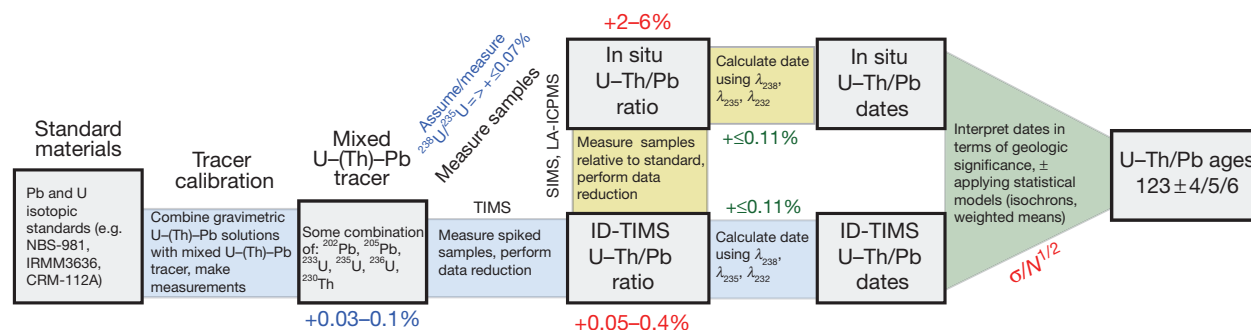 Standard
materials
Pb and U
isotopic
standards (e.g.
NBS-981,
IRMM3636,
CRM-112A)
Tracer
calibration
Combine gravimetric
U–(Th)–Pb solutions
with mixed U–(Th)–Pb
tracer, make
measurements
Mixed
U–(Th)–Pb
tracer
Some combination
of: ²⁰²Pb, ²⁰⁵Pb,
²³³U, ²³⁵U, ²³⁶U,
²³⁰Th
+0.03–0.1%
Assume/measure
²³⁸U/²³⁵U => +≤0.07%
Measure samples
TIMS
Measure spiked
samples, perform
data reduction
SIMS, LA-ICPMS
+2–6%
In situ
U–Th/Pb
ratio
Measure samples
relative to standard,
perform data
reduction
ID-TIMS
U–Th/Pb
ratio
+0.05–0.4%
Calculate date
using λ₂₃₈,
λ₂₃₅, λ₂₃₂
+≤0.11%
+≤0.11%
Calculate date
using λ₂₃₈,
λ₂₃₅, λ₂₃₂
In situ
U–Th/Pb
dates
ID-TIMS
U–Th/Pb
dates
Interpret dates in
terms of geologic
significance, ±
applying statistical
models (isochrons,
weighted means)
σ/N^1/2
U–Th/Pb ages
123 ± 4/5/6